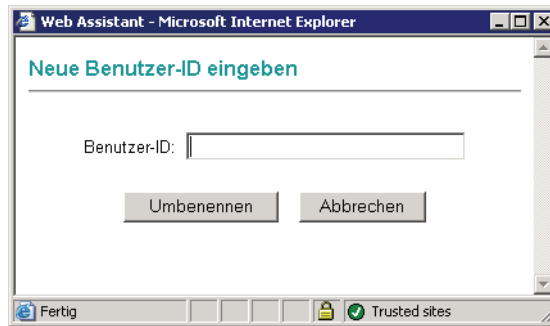 Web Assistant - Microsoft Internet Explorer
Neue Benutzer-ID eingeben
Benutzer-ID:
Umbenennen Abbrechen
Fertig Trusted sites